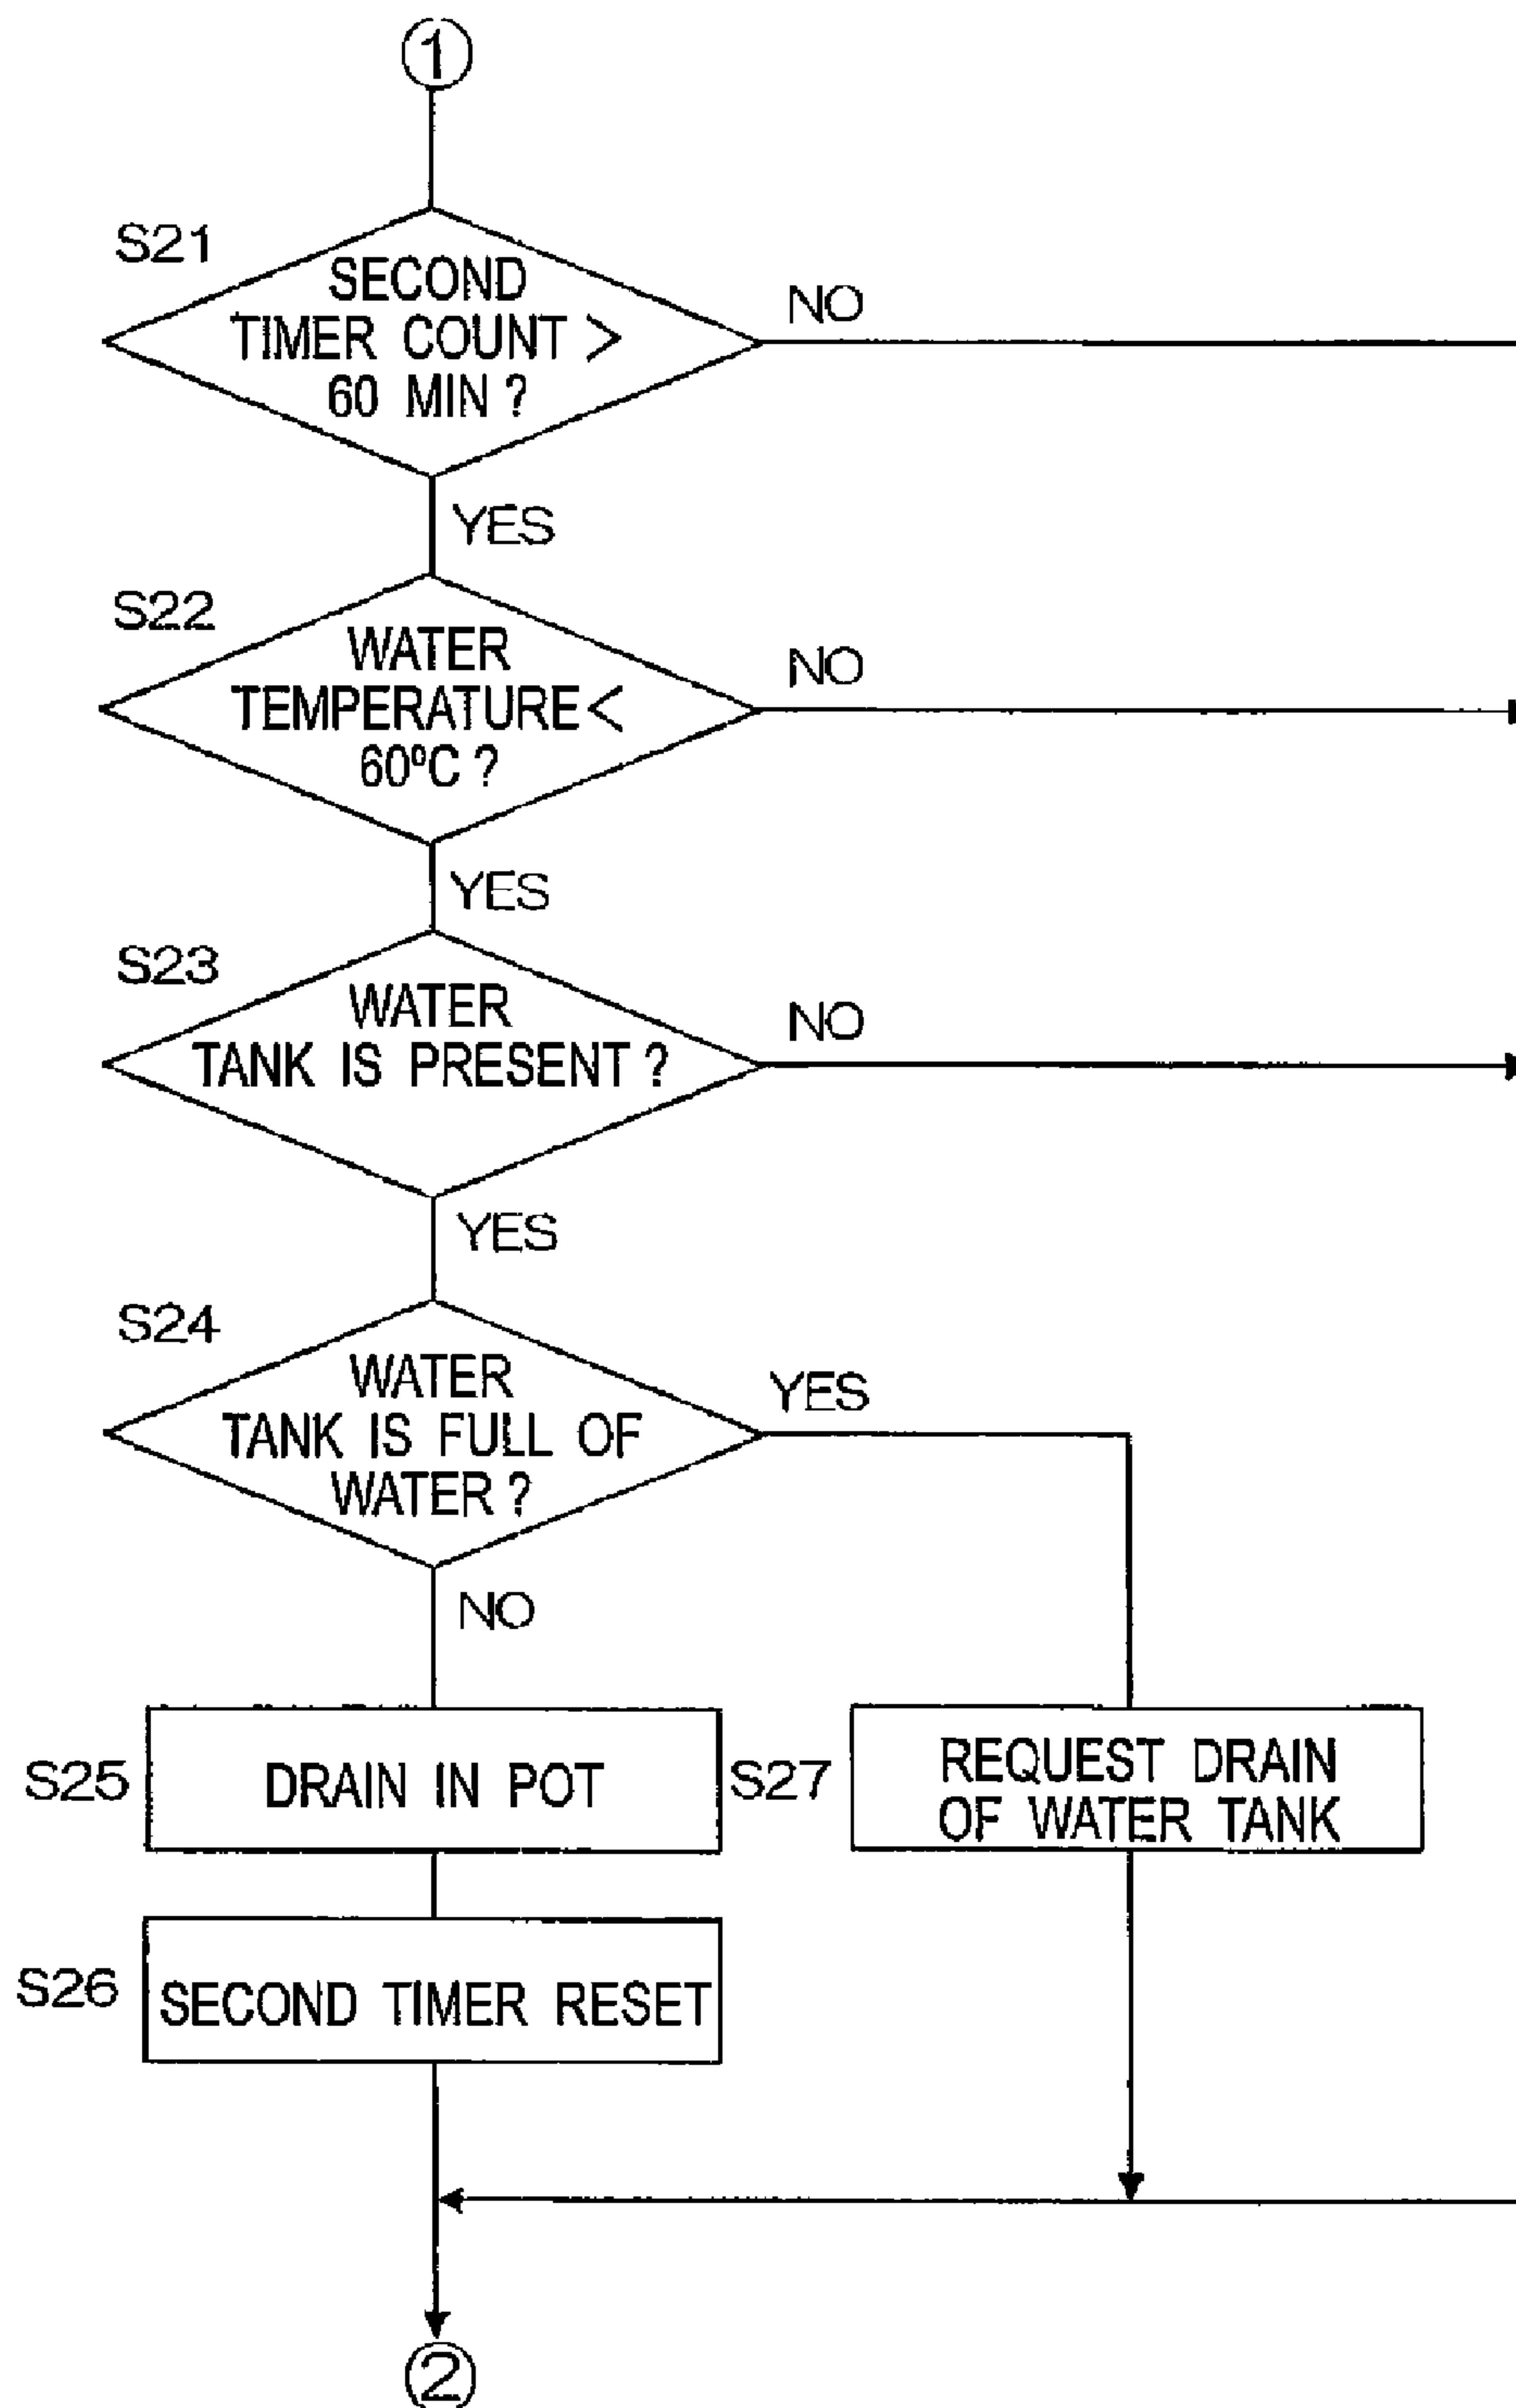 ①
S21
SECOND
TIMER COUNT >
60 MIN ?
NO
YES
S22
WATER
TEMPERATURE <
60ºC ?
NO
YES
S23
WATER
TANK IS PRESENT ?
NO
YES
S24
WATER
TANK IS FULL OF
WATER ?
YES
NO
S25
DRAIN IN POT
S27
REQUEST DRAIN
OF WATER TANK
S26
SECOND TIMER RESET
②